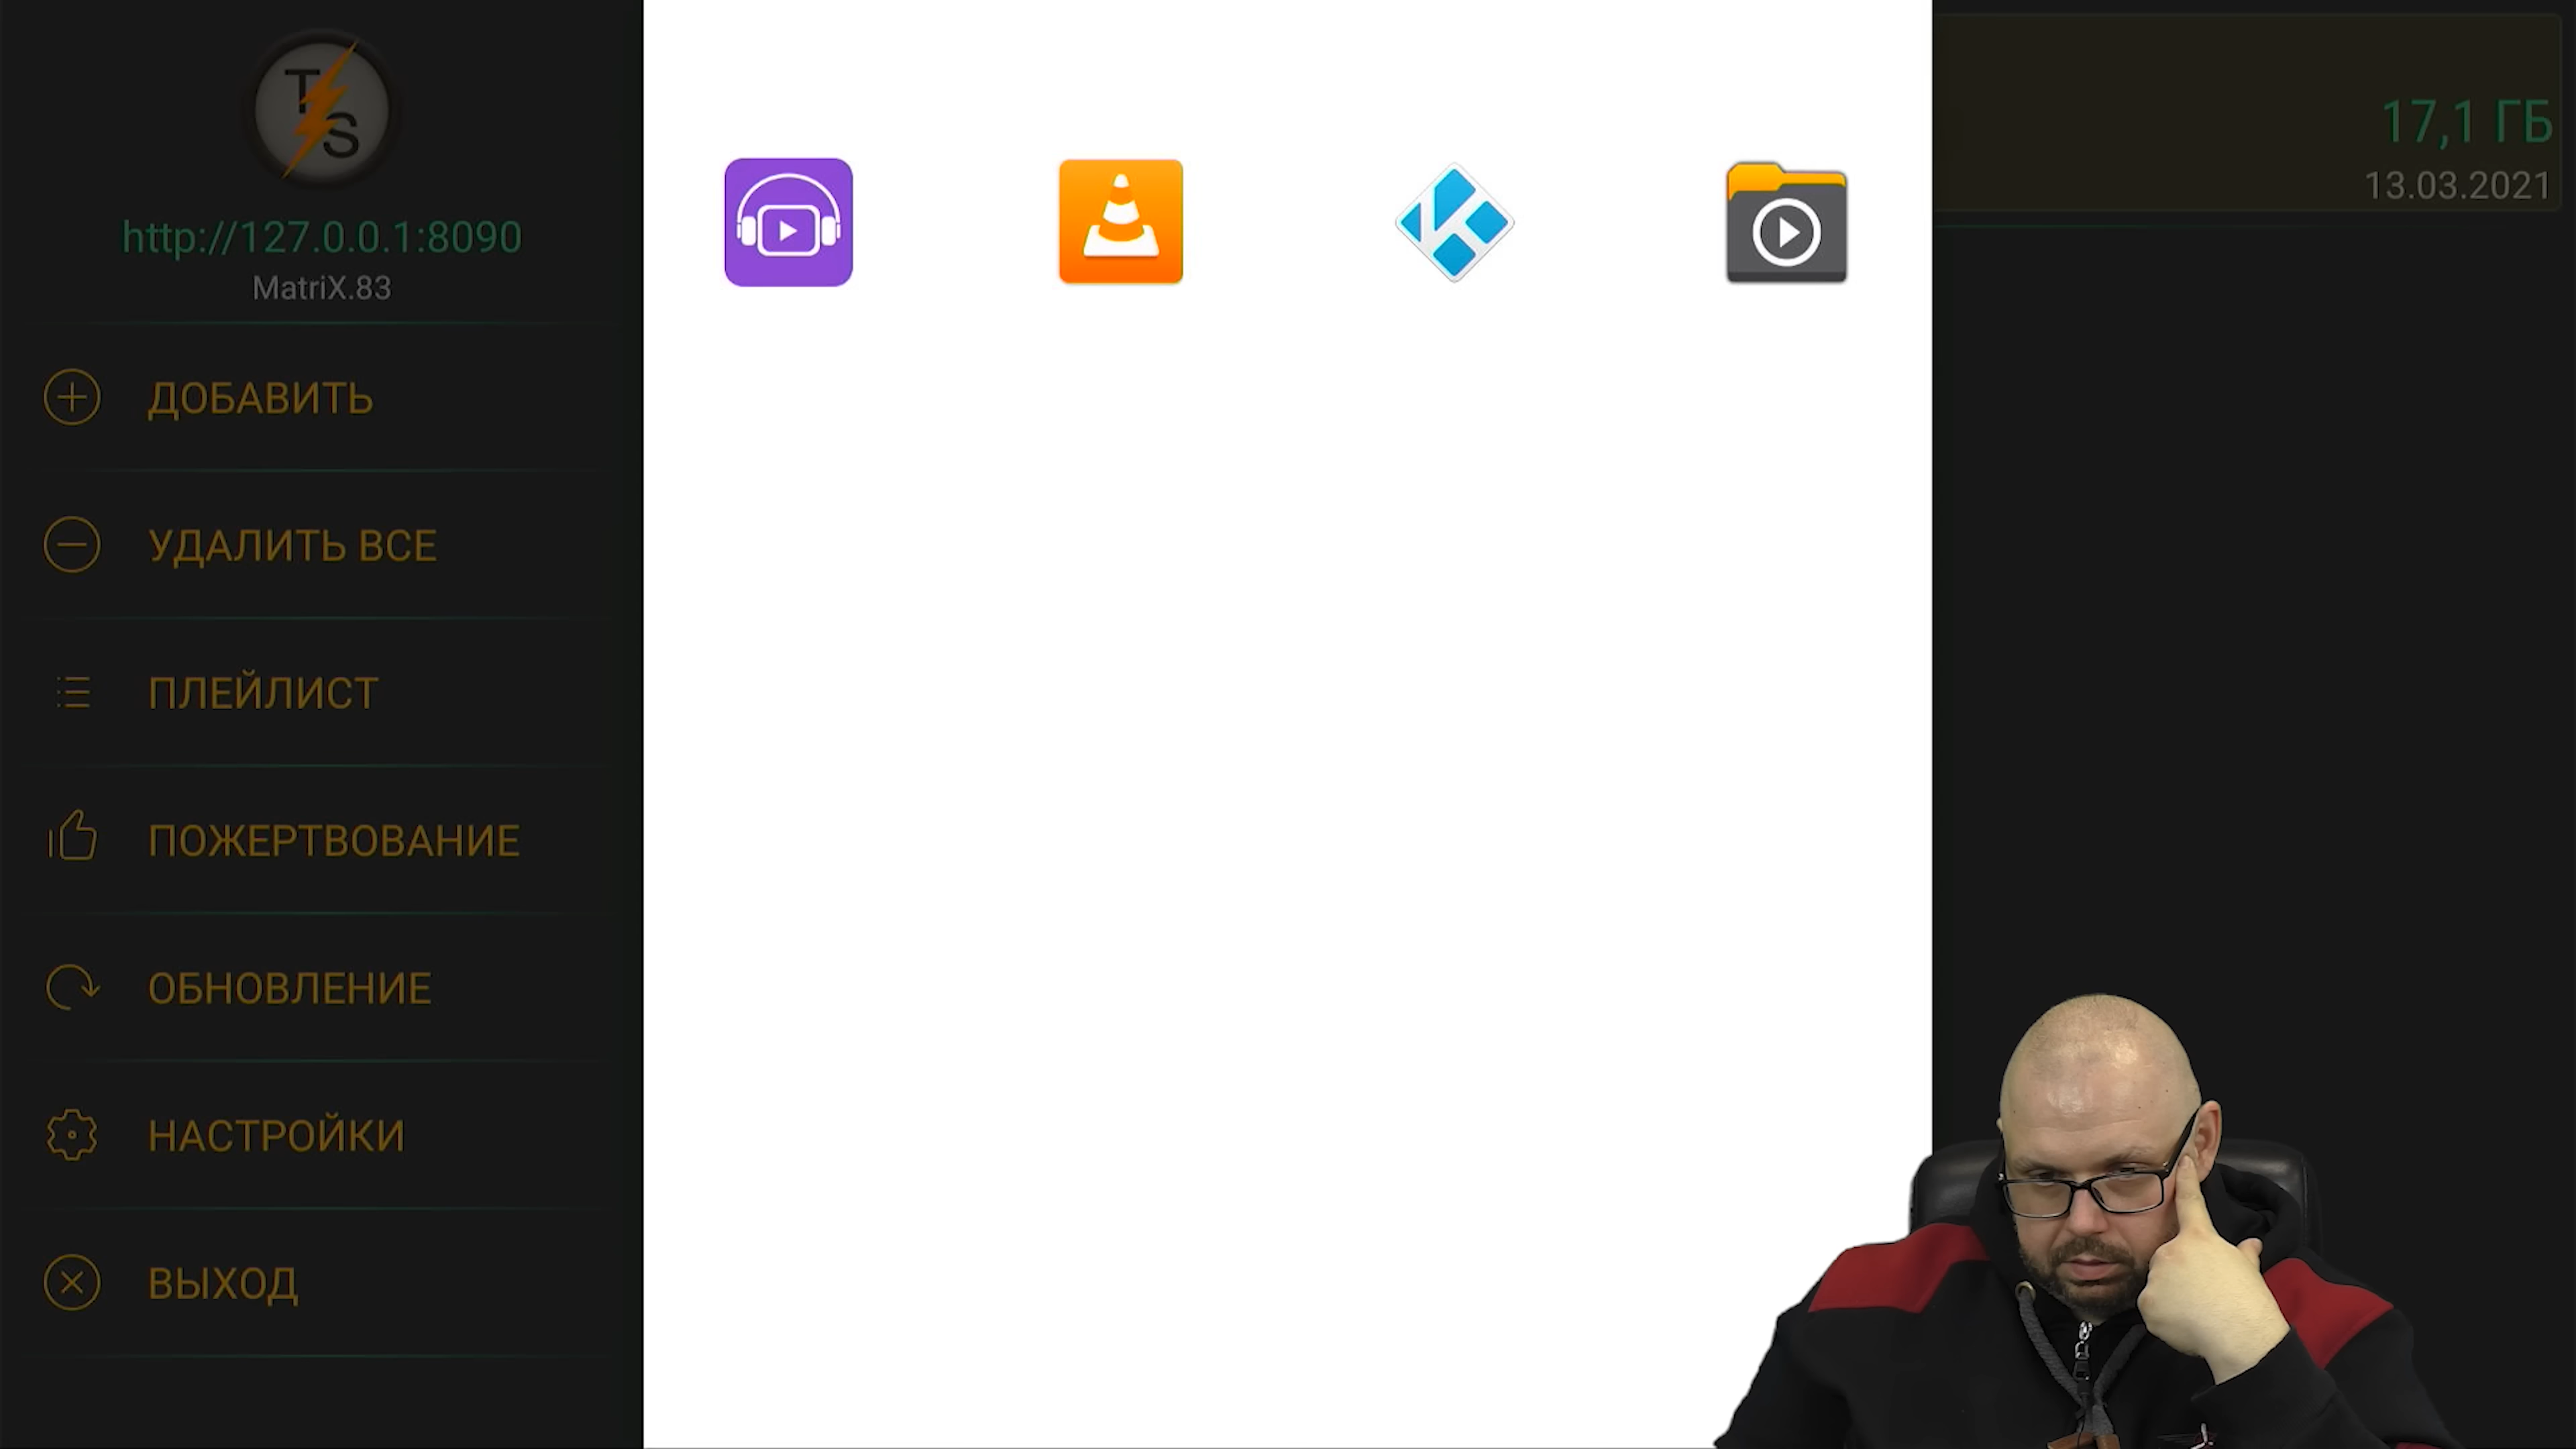 TS
http://127.0.0.1:8090
MatriX.83
ДОБАВИТЬ
УДАЛИТЬ ВСЕ
ПЛЕЙЛИСТ
ПОЖЕРТВОВАНИЕ
ОБНОВЛЕНИЕ
НАСТРОЙКИ
ВЫХОД
17,1 ГБ
13.03.2021